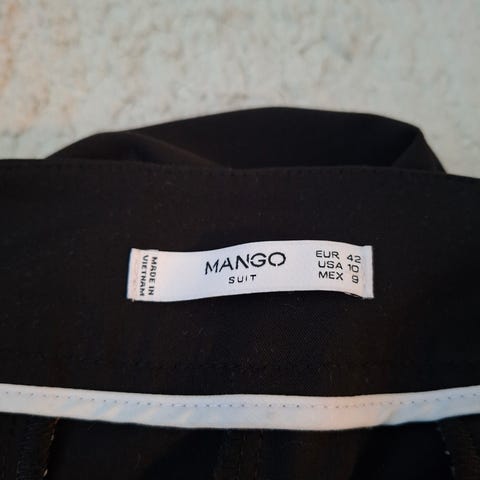 MADE IN
VIETNAM
MANGO
SUIT
EUR 42
USA 10
MEX 9